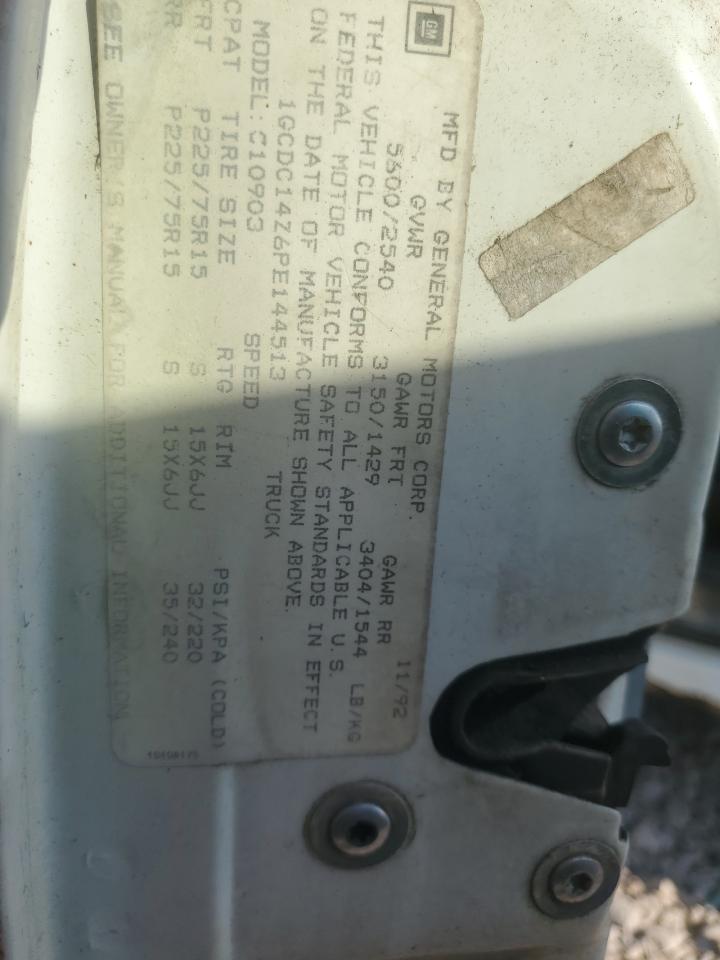 GM
MFD BY GENERAL MOTORS CORP. 11/92
GVWR GAWR FRT GAWR RR
5600/2540 3150/1429 3404/1544 LB/KG
THIS VEHICLE CONFORMS TO ALL APPLICABLE U.S.
FEDERAL MOTOR VEHICLE SAFETY STANDARDS IN EFFECT
ON THE DATE OF MANUFACTURE SHOWN ABOVE.
1GCDC14Z6PE144513 TRUCK
MODEL: C10903 SPEED
CPAT TIRE SIZE RTG RIM PSI/KPA (COLD)
FRT P225/75R15 S 15X6JJ 32/220
RR P225/75R15 S 15X6JJ 35/240
SEE OWNER'S MANUAL FOR ADDITIONAL INFORMATION